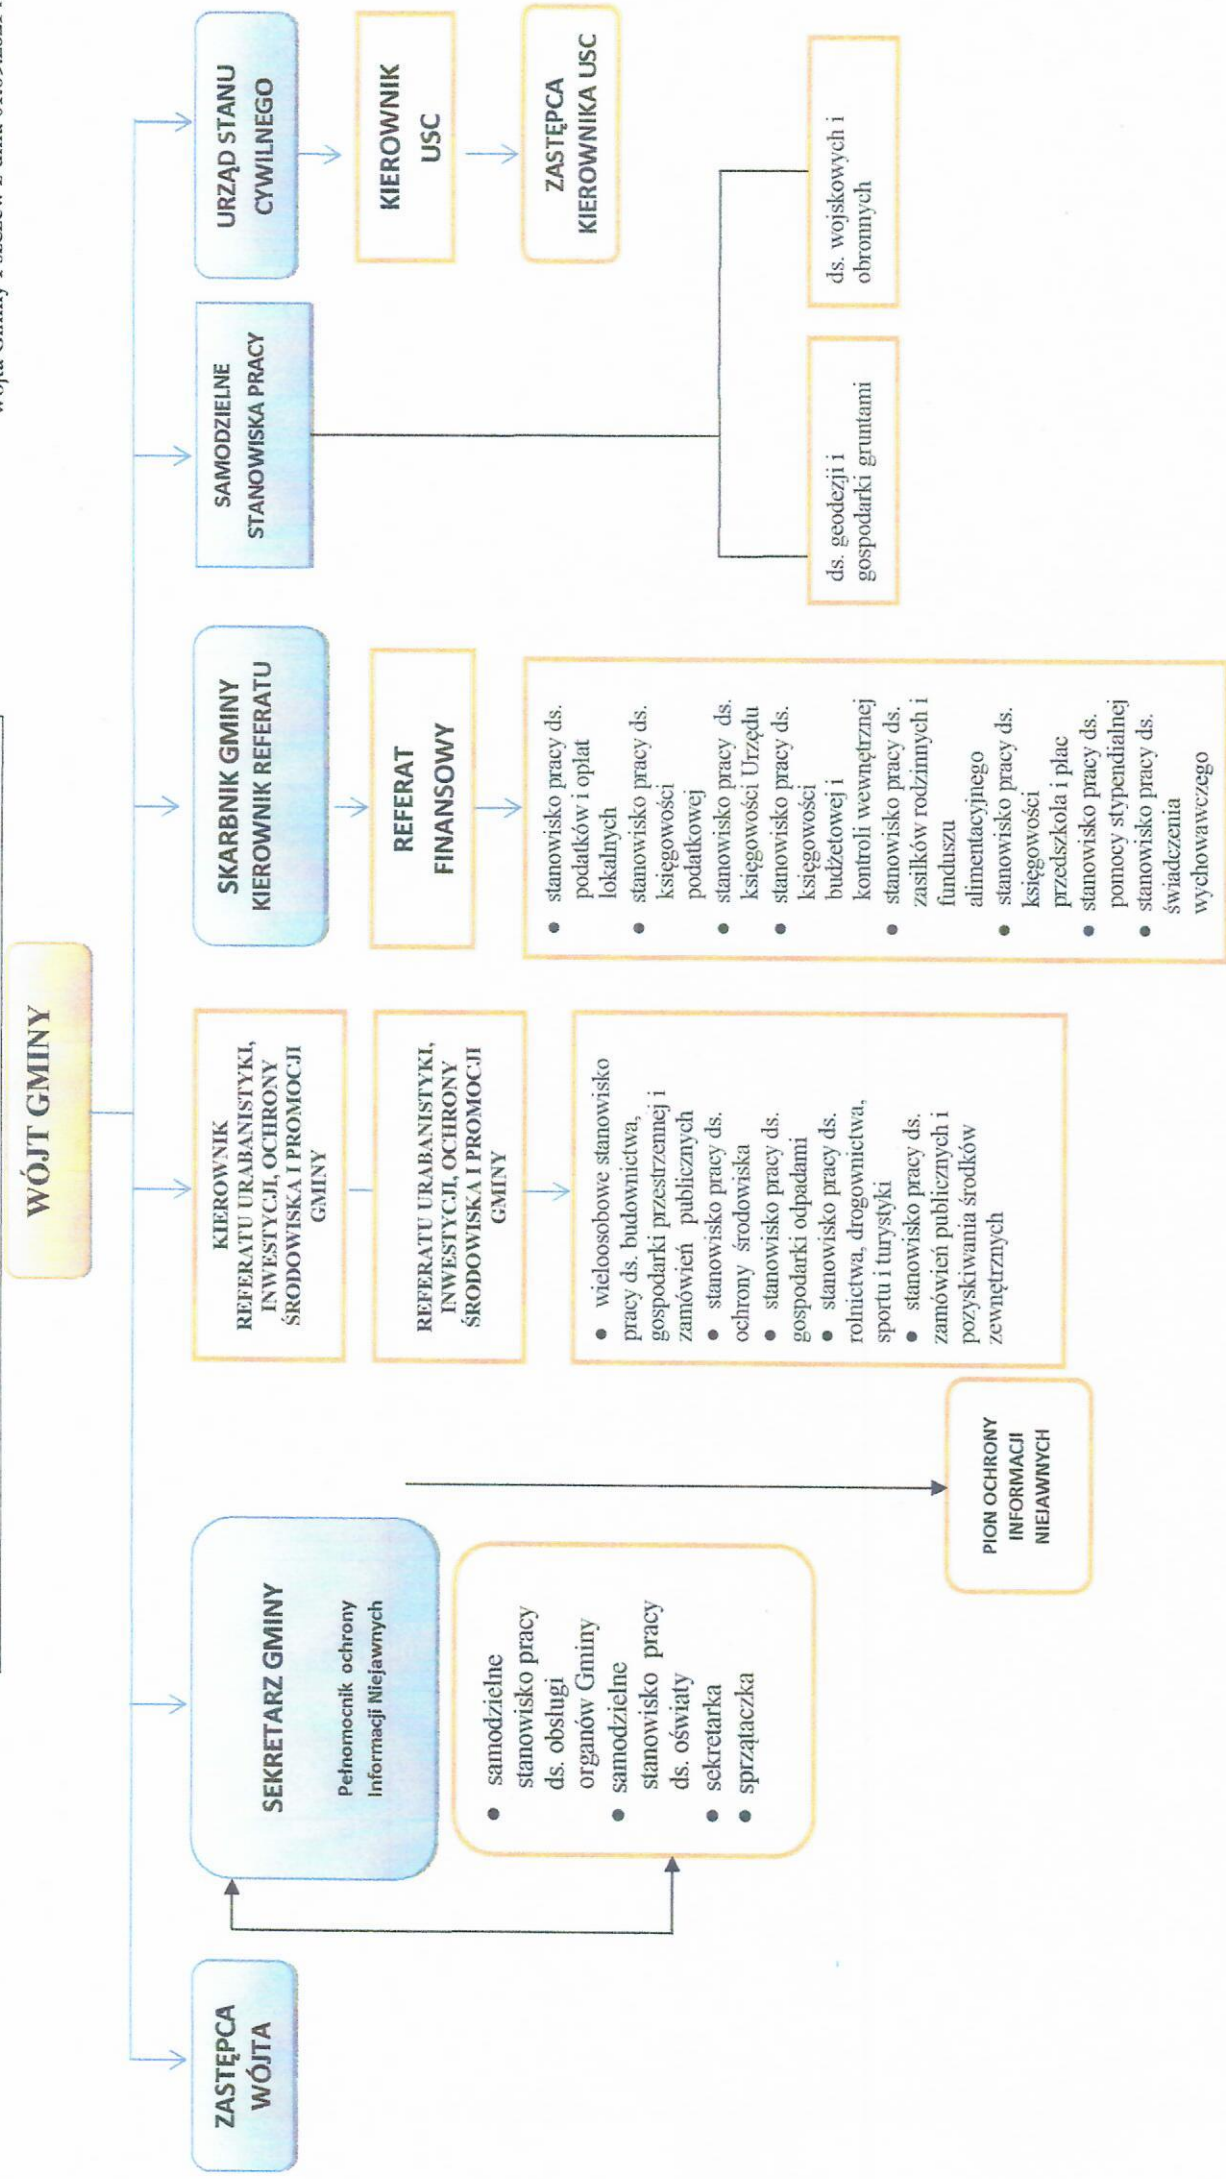 WÓJT GMINY
ZASTĘPCA
WÓJTA
SEKRETARZ GMINY
Pełnomocnik ochrony
Informacji Niejawnych
● samodzielne
stanowisko pracy
ds. obsługi
organów Gminy
● samodzielne
stanowisko pracy
ds. oświaty
● sekretarka
● sprzątaczka
PION OCHRONY
INFORMACJI
NIEJAWNYCH
KIEROWNIK
REFERATU URABANISTYKI,
INWESTYCJI, OCHRONY
ŚRODOWISKA I PROMOCJI
GMINY
REFERATU URABANISTYKI,
INWESTYCJI, OCHRONY
ŚRODOWISKA I PROMOCJI
GMINY
● wieloosobowe stanowisko
pracy ds. budownictwa,
gospodarki przestrzennej i
zamówień publicznych
● stanowisko pracy ds.
ochrony środowiska
● stanowisko pracy ds.
gospodarki odpadami
● stanowisko pracy ds.
rolnictwa, drogownictwa,
sportu i turystyki
● stanowisko pracy ds.
zamówień publicznych i
pozyskiwania środków
zewnętrznych
SKARBNIK GMINY
KIEROWNIK REFERATU
REFERAT
FINANSOWY
● stanowisko pracy ds.
podatków i opłat
lokalnych
● stanowisko pracy ds.
księgowości
podatkowej
● stanowisko pracy ds.
księgowości Urzędu
● stanowisko pracy ds.
księgowości
budżetowej i
kontroli wewnętrznej
● stanowisko pracy ds.
zasiłków rodzinnych i
funduszu
alimentacyjnego
● stanowisko pracy ds.
księgowości
przedszkola i płac
● stanowisko pracy ds.
pomocy stypendialnej
● stanowisko pracy ds.
świadczenia
wychowawczego
SAMODZIELNE
STANOWISKA PRACY
ds. geodezji i
gospodarki gruntami
ds. wojskowych i
obronnych
URZĄD STANU
CYWILNEGO
KIEROWNIK
USC
ZASTĘPCA
KIEROWNIKA USC